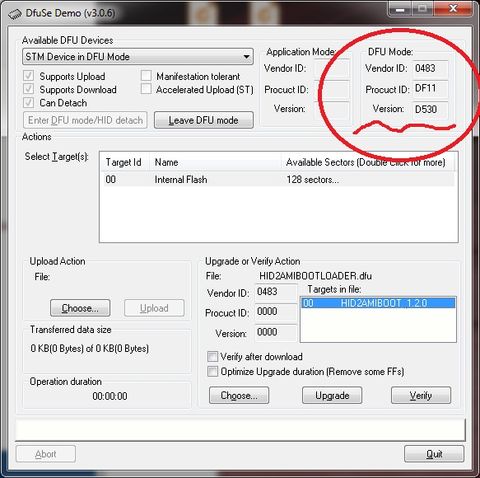 DfuSe Demo (v3.0.6)
Available DFU Devices
STM Device in DFU Mode
Supports Upload
Manifestation tolerant
Supports Download
Accelerated Upload (ST)
Can Detach
Enter DFU mode/HID detach
Leave DFU mode
Application Mode:
Vendor ID:
Procuct ID:
Version:
DFU Mode:
Vendor ID: 0483
Procuct ID: DF11
Version: D530
Actions
Select Target(s):
Target Id Name Available Sectors (Double Click for more)
00 Internal Flash 128 sectors...
Upload Action
File:
Choose... Upload
Transferred data size
0 KB(0 Bytes) of 0 KB(0 Bytes)
Operation duration
00:00:00
Upgrade or Verify Action
File: HID2AMIBOOTLOADER.dfu
Vendor ID: 0483
Procuct ID: 0000
Version: 0000
Targets in file:
00 HID2AMIBOOT 1.2.0
Verify after download
Optimize Upgrade duration (Remove some FFs)
Choose... Upgrade Verify
Abort Quit